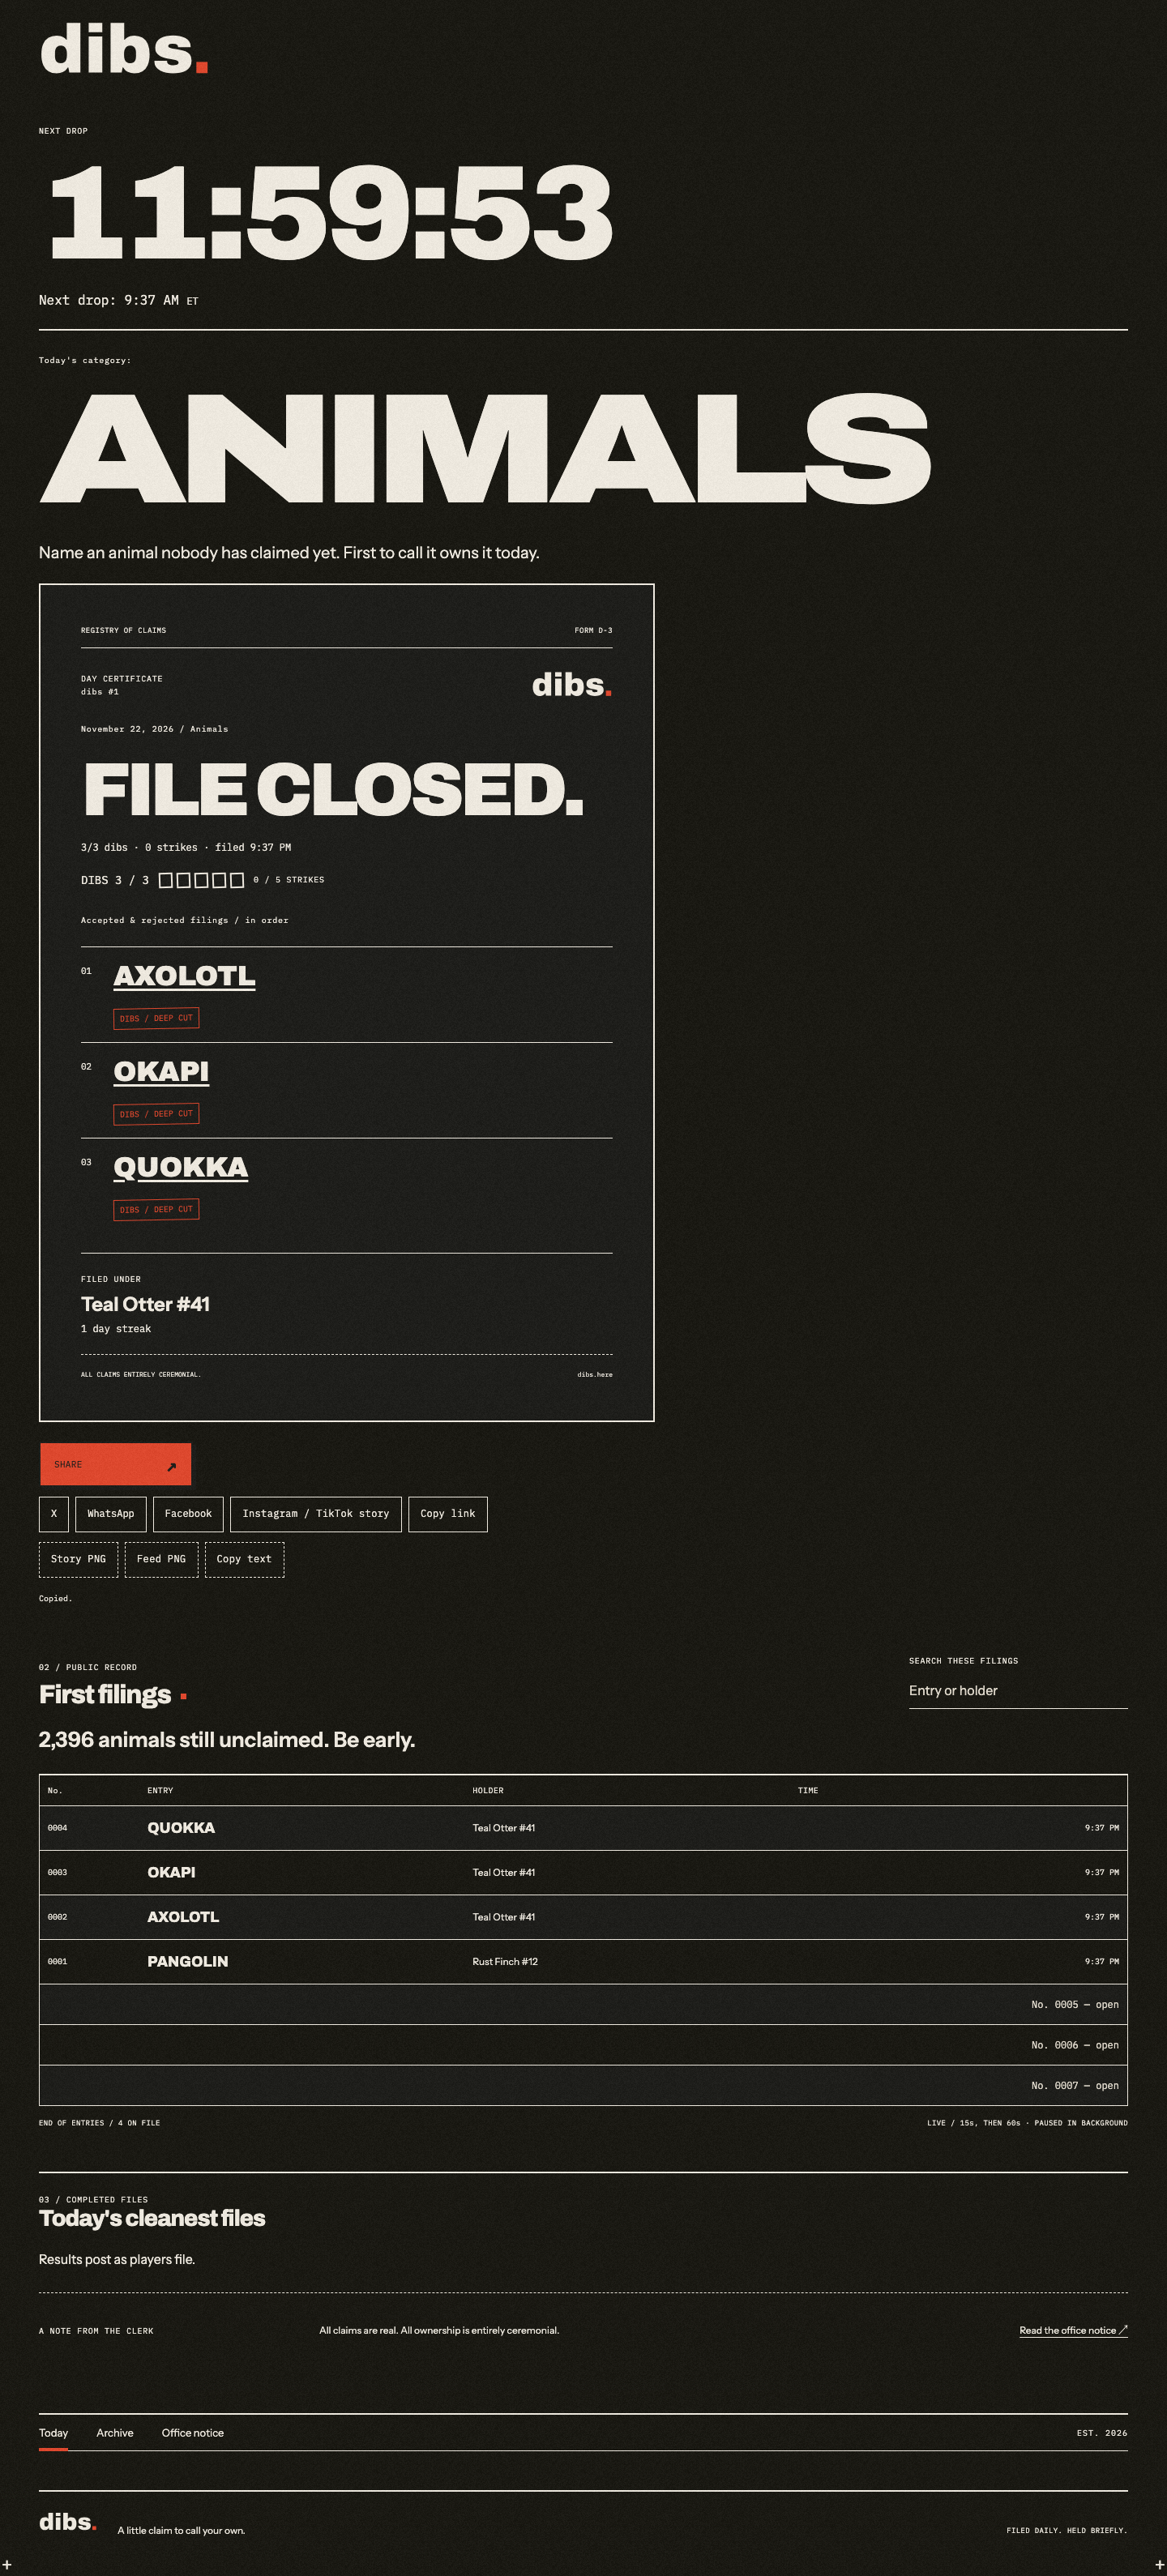 dibs.
NEXT DROP
11:59:53
Next drop: 9:37 AM ET
Today's category:
ANIMALS
Name an animal nobody has claimed yet. First to call it owns it today.
REGISTRY OF CLAIMS FORM D-3
DAY CERTIFICATE
dibs #1
dibs.
November 22, 2026 / Animals
FILE CLOSED.
3/3 dibs · 0 strikes · filed 9:37 PM
DIBS 3 / 3 0 / 5 STRIKES
Accepted & rejected filings / in order
01 AXOLOTL
DIBS / DEEP CUT
02 OKAPI
DIBS / DEEP CUT
03 QUOKKA
DIBS / DEEP CUT
FILED UNDER
Teal Otter #41
1 day streak
ALL CLAIMS ENTIRELY CEREMONIAL. dibs.here
SHARE ↗
X WhatsApp Facebook Instagram / TikTok story Copy link
Story PNG Feed PNG Copy text
Copied.
02 / PUBLIC RECORD
First filings
SEARCH THESE FILINGS
Entry or holder
2,396 animals still unclaimed. Be early.
No. ENTRY HOLDER TIME
0004 QUOKKA Teal Otter #41 9:37 PM
0003 OKAPI Teal Otter #41 9:37 PM
0002 AXOLOTL Teal Otter #41 9:37 PM
0001 PANGOLIN Rust Finch #12 9:37 PM
No. 0005 — open
No. 0006 — open
No. 0007 — open
END OF ENTRIES / 4 ON FILE LIVE / 15s, THEN 60s · PAUSED IN BACKGROUND
03 / COMPLETED FILES
Today's cleanest files
Results post as players file.
A NOTE FROM THE CLERK All claims are real. All ownership is entirely ceremonial. Read the office notice ↗
Today Archive Office notice EST. 2026
dibs. A little claim to call your own. FILED DAILY. HELD BRIEFLY.
+ +